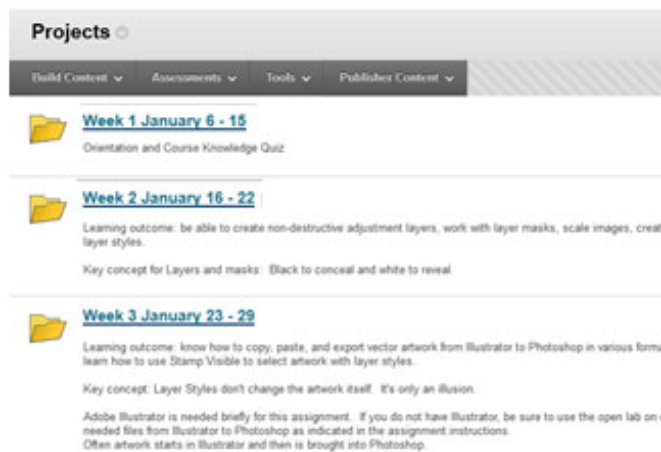 Projects
Build Content Assessments Tools Publisher Content
Week 1 January 6 - 15
Orientation and Course Knowledge Quiz
Week 2 January 16 - 22
Learning outcome: be able to create non-destructive adjustment layers, work with layer masks, scale images, creat
layer styles.
Key concept for Layers and masks: Black to conceal and white to reveal.
Week 3 January 23 - 29
Learning outcome: know how to copy, paste, and export vector artwork from Illustrator to Photoshop in various forma
learn how to use Stamp Visible to select artwork with layer styles.
Key concept: Layer Styles don't change the artwork itself. It's only an illusion.
Adobe Illustrator is needed briefly for this assignment. If you do not have Illustrator, be sure to use the open lab on
needed files from Illustrator to Photoshop as indicated in the assignment instructions.
Often artwork starts in Illustrator and then is brought into Photoshop.